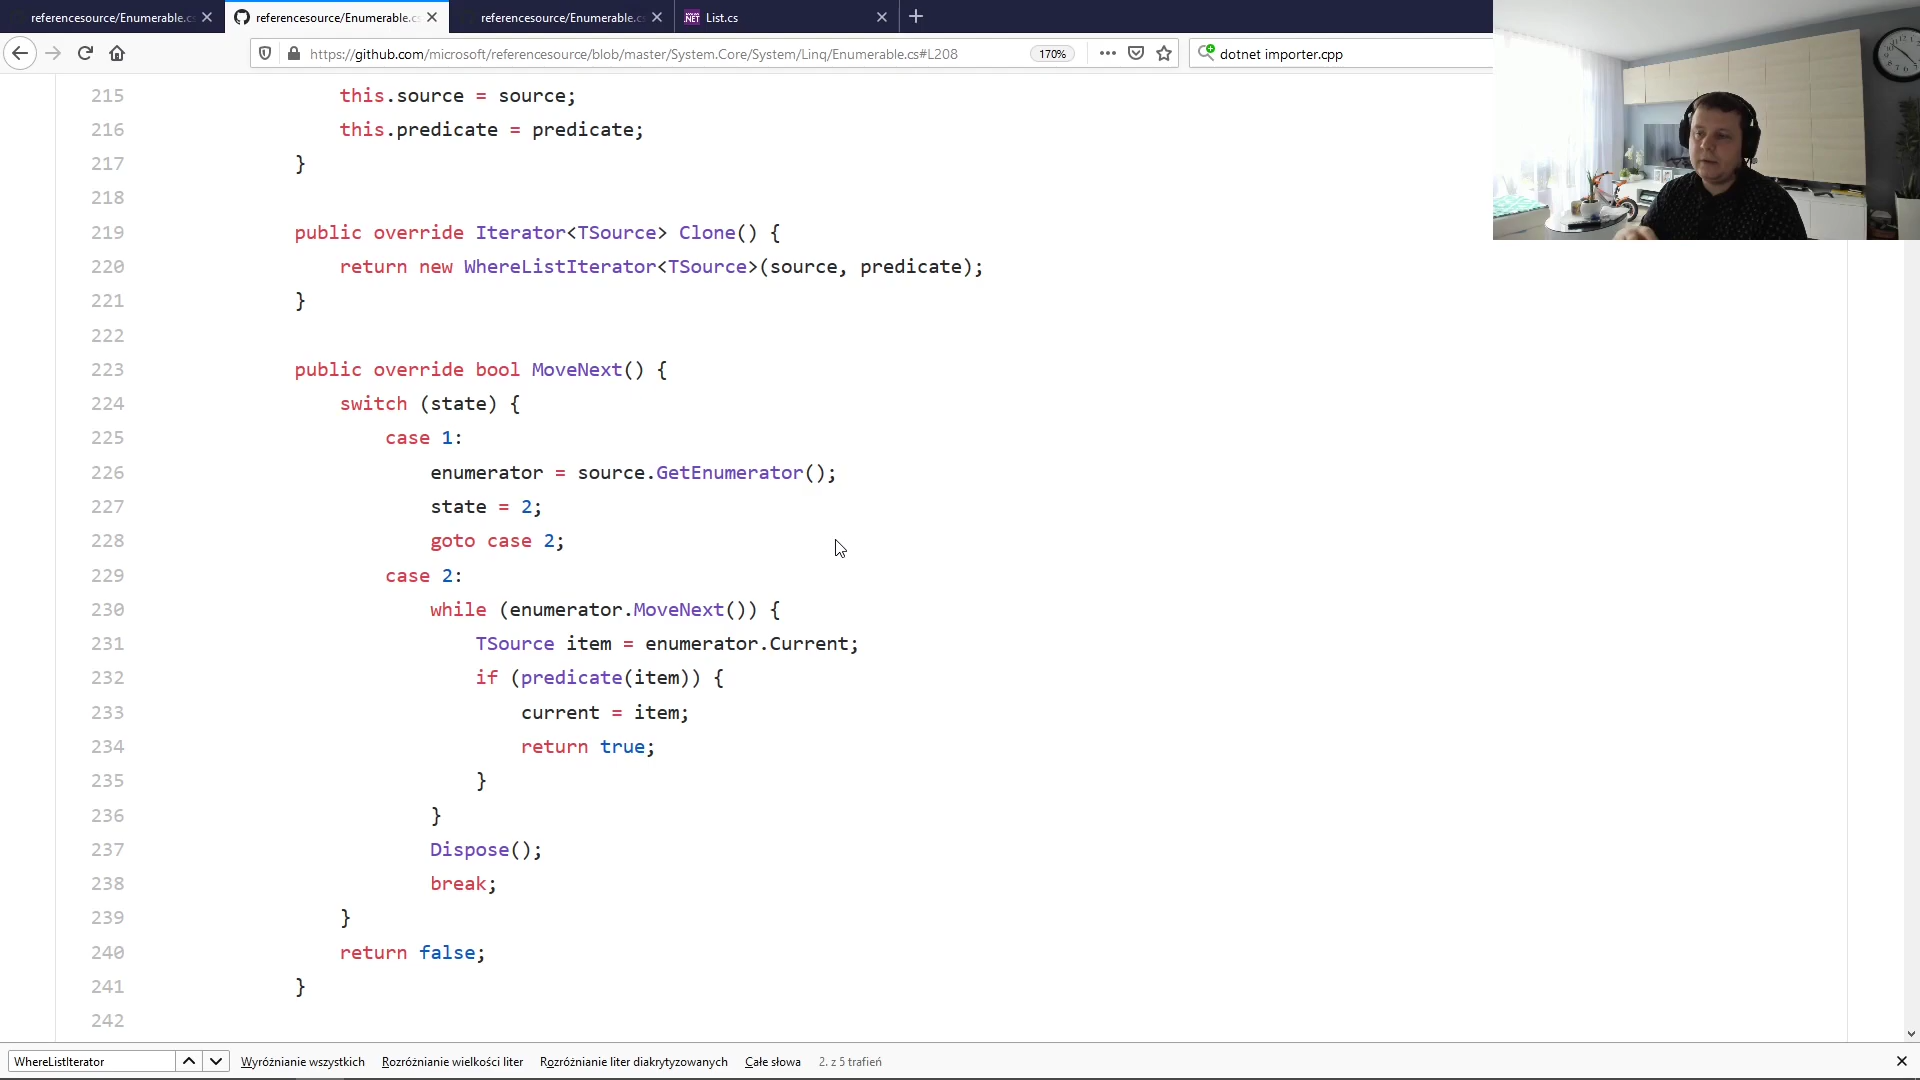 referencesource/Enumerable.cs
referencesource/Enumerable.cs
referencesource/Enumerable.cs
List.cs
https://github.com/microsoft/referencesource/blob/master/System.Core/System/Linq/Enumerable.cs#L208
170%
dotnet importer.cpp
215 this.source = source;
216 this.predicate = predicate;
217 }
218
219 public override Iterator<TSource> Clone() {
220 return new WhereListIterator<TSource>(source, predicate);
221 }
222
223 public override bool MoveNext() {
224 switch (state) {
225 case 1:
226 enumerator = source.GetEnumerator();
227 state = 2;
228 goto case 2;
229 case 2:
230 while (enumerator.MoveNext()) {
231 TSource item = enumerator.Current;
232 if (predicate(item)) {
233 current = item;
234 return true;
235 }
236 }
237 Dispose();
238 break;
239 }
240 return false;
241 }
242
WhereListIterator Wyróżnianie wszystkich Rozróżnianie wielkości liter Rozróżnianie liter diakrytyzowanych Całe słowa 2. z 5 trafień